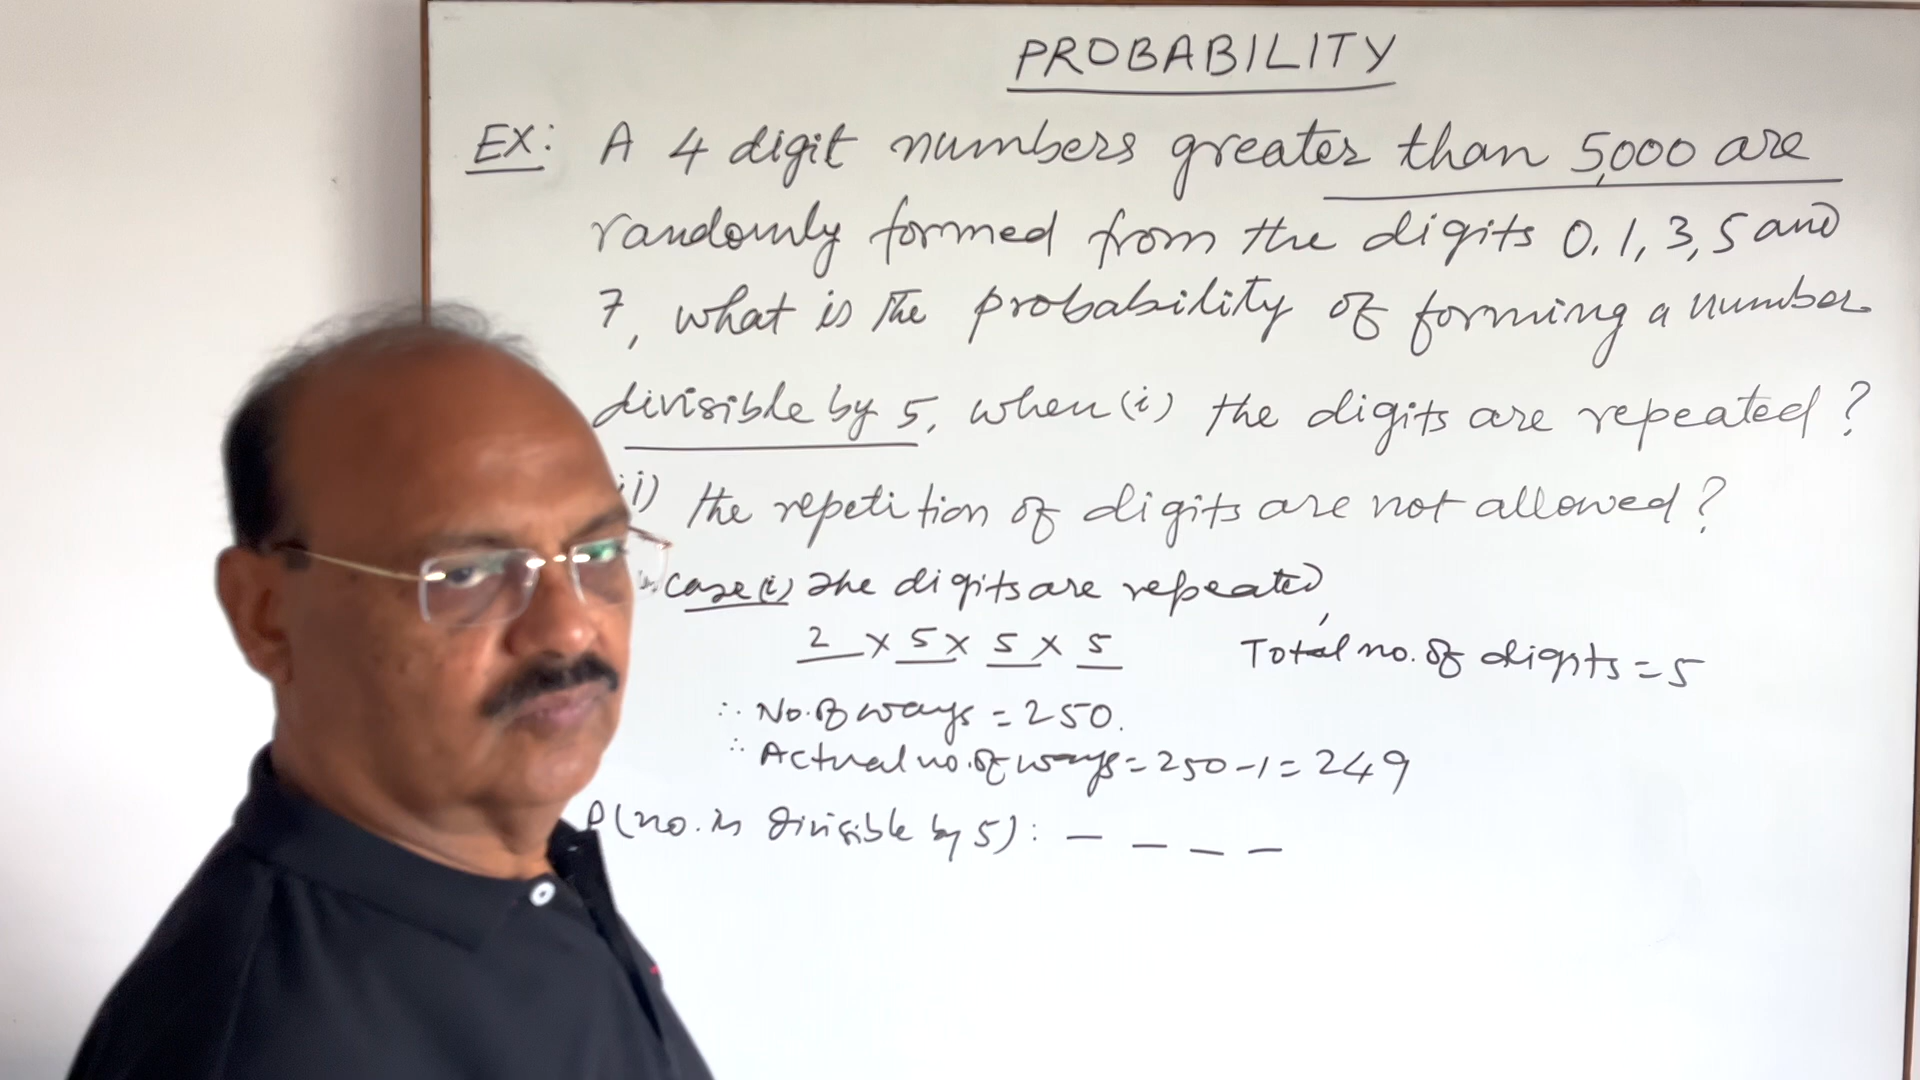 PROBABILITY
EX: A 4 digit numbers greater than 5,000 are
randomly formed from the digits 0, 1, 3, 5 and
7, what is the probability of forming a number
divisible by 5, when (i) the digits are repeated?
ii) the repetition of digits are not allowed?
case (i) The digits are repeated,
2 × 5 × 5 × 5 Total no. of digits = 5
∴ No. of ways = 250.
∴ Actual no. of ways = 250 - 1 = 249
P(no. is divisible by 5): _ _ _ _